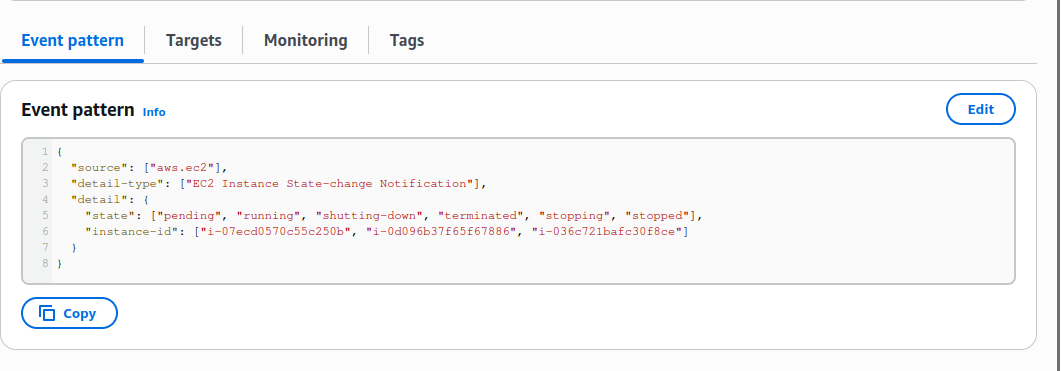 Event pattern Targets Monitoring Tags
Event pattern Info Edit
1 {
2 "source": ["aws.ec2"],
3 "detail-type": ["EC2 Instance State-change Notification"],
4 "detail": {
5 "state": ["pending", "running", "shutting-down", "terminated", "stopping", "stopped"],
6 "instance-id": ["i-07ecd0570c55c250b", "i-0d096b37f65f67886", "i-036c721bafc30f8ce"]
7 }
8 }
Copy